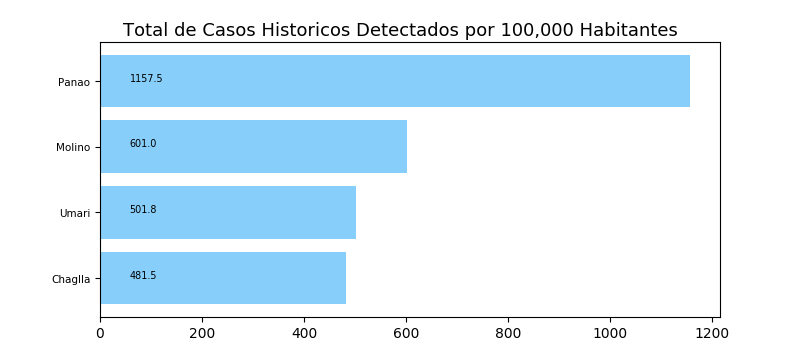 Total de Casos Historicos Detectados por 100,000 Habitantes
Panao
1157.5
Molino
601.0
Umari
501.8
Chaglla
481.5
0 200 400 600 800 1000 1200